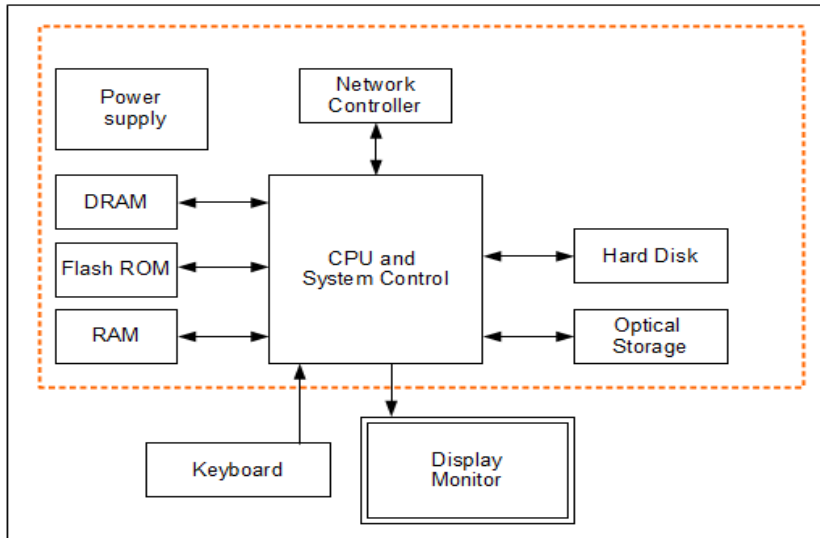 Power
supply
Network
Controller
DRAM
Flash ROM
RAM
CPU and
System Control
Hard Disk
Optical
Storage
Keyboard
Display
Monitor